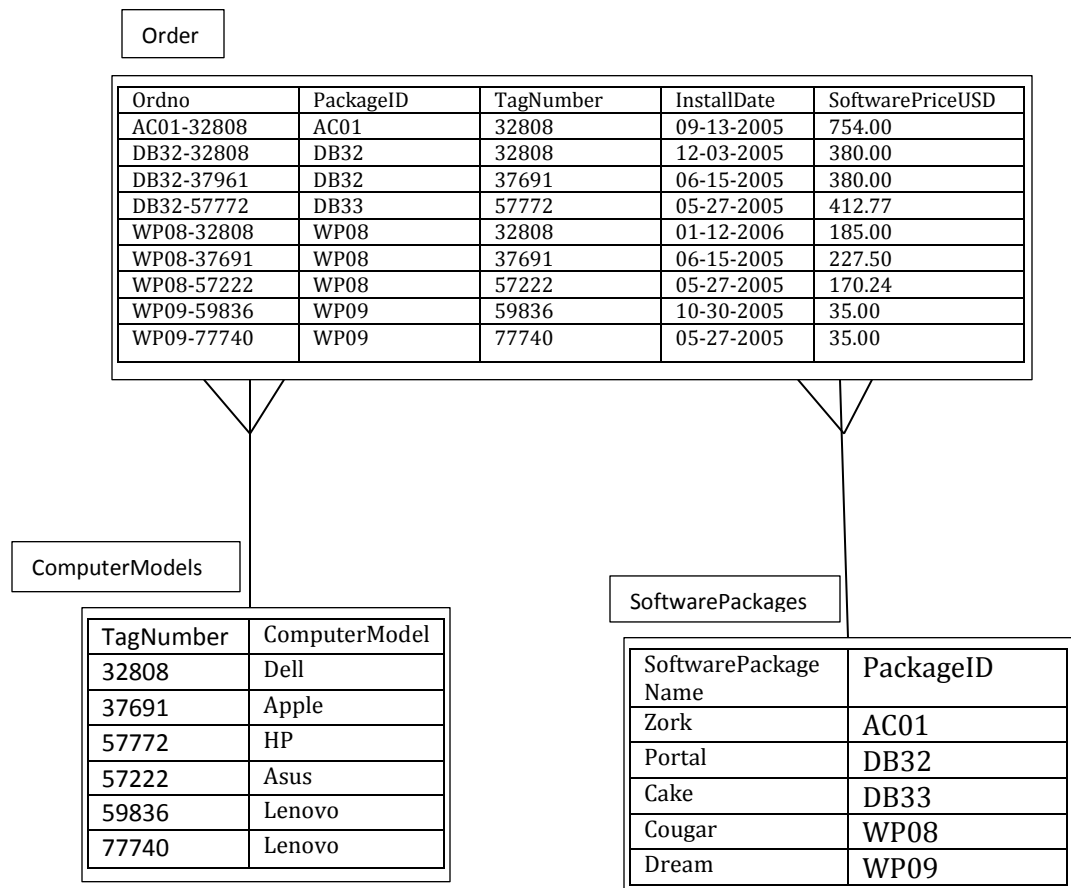 Order
Ordno PackageID TagNumber InstallDate SoftwarePriceUSD
AC01-32808 AC01 32808 09-13-2005 754.00
DB32-32808 DB32 32808 12-03-2005 380.00
DB32-37961 DB32 37691 06-15-2005 380.00
DB32-57772 DB33 57772 05-27-2005 412.77
WP08-32808 WP08 32808 01-12-2006 185.00
WP08-37691 WP08 37691 06-15-2005 227.50
WP08-57222 WP08 57222 05-27-2005 170.24
WP09-59836 WP09 59836 10-30-2005 35.00
WP09-77740 WP09 77740 05-27-2005 35.00
ComputerModels
TagNumber ComputerModel
32808 Dell
37691 Apple
57772 HP
57222 Asus
59836 Lenovo
77740 Lenovo
SoftwarePackages
SoftwarePackage PackageID
Name
Zork AC01
Portal DB32
Cake DB33
Cougar WP08
Dream WP09